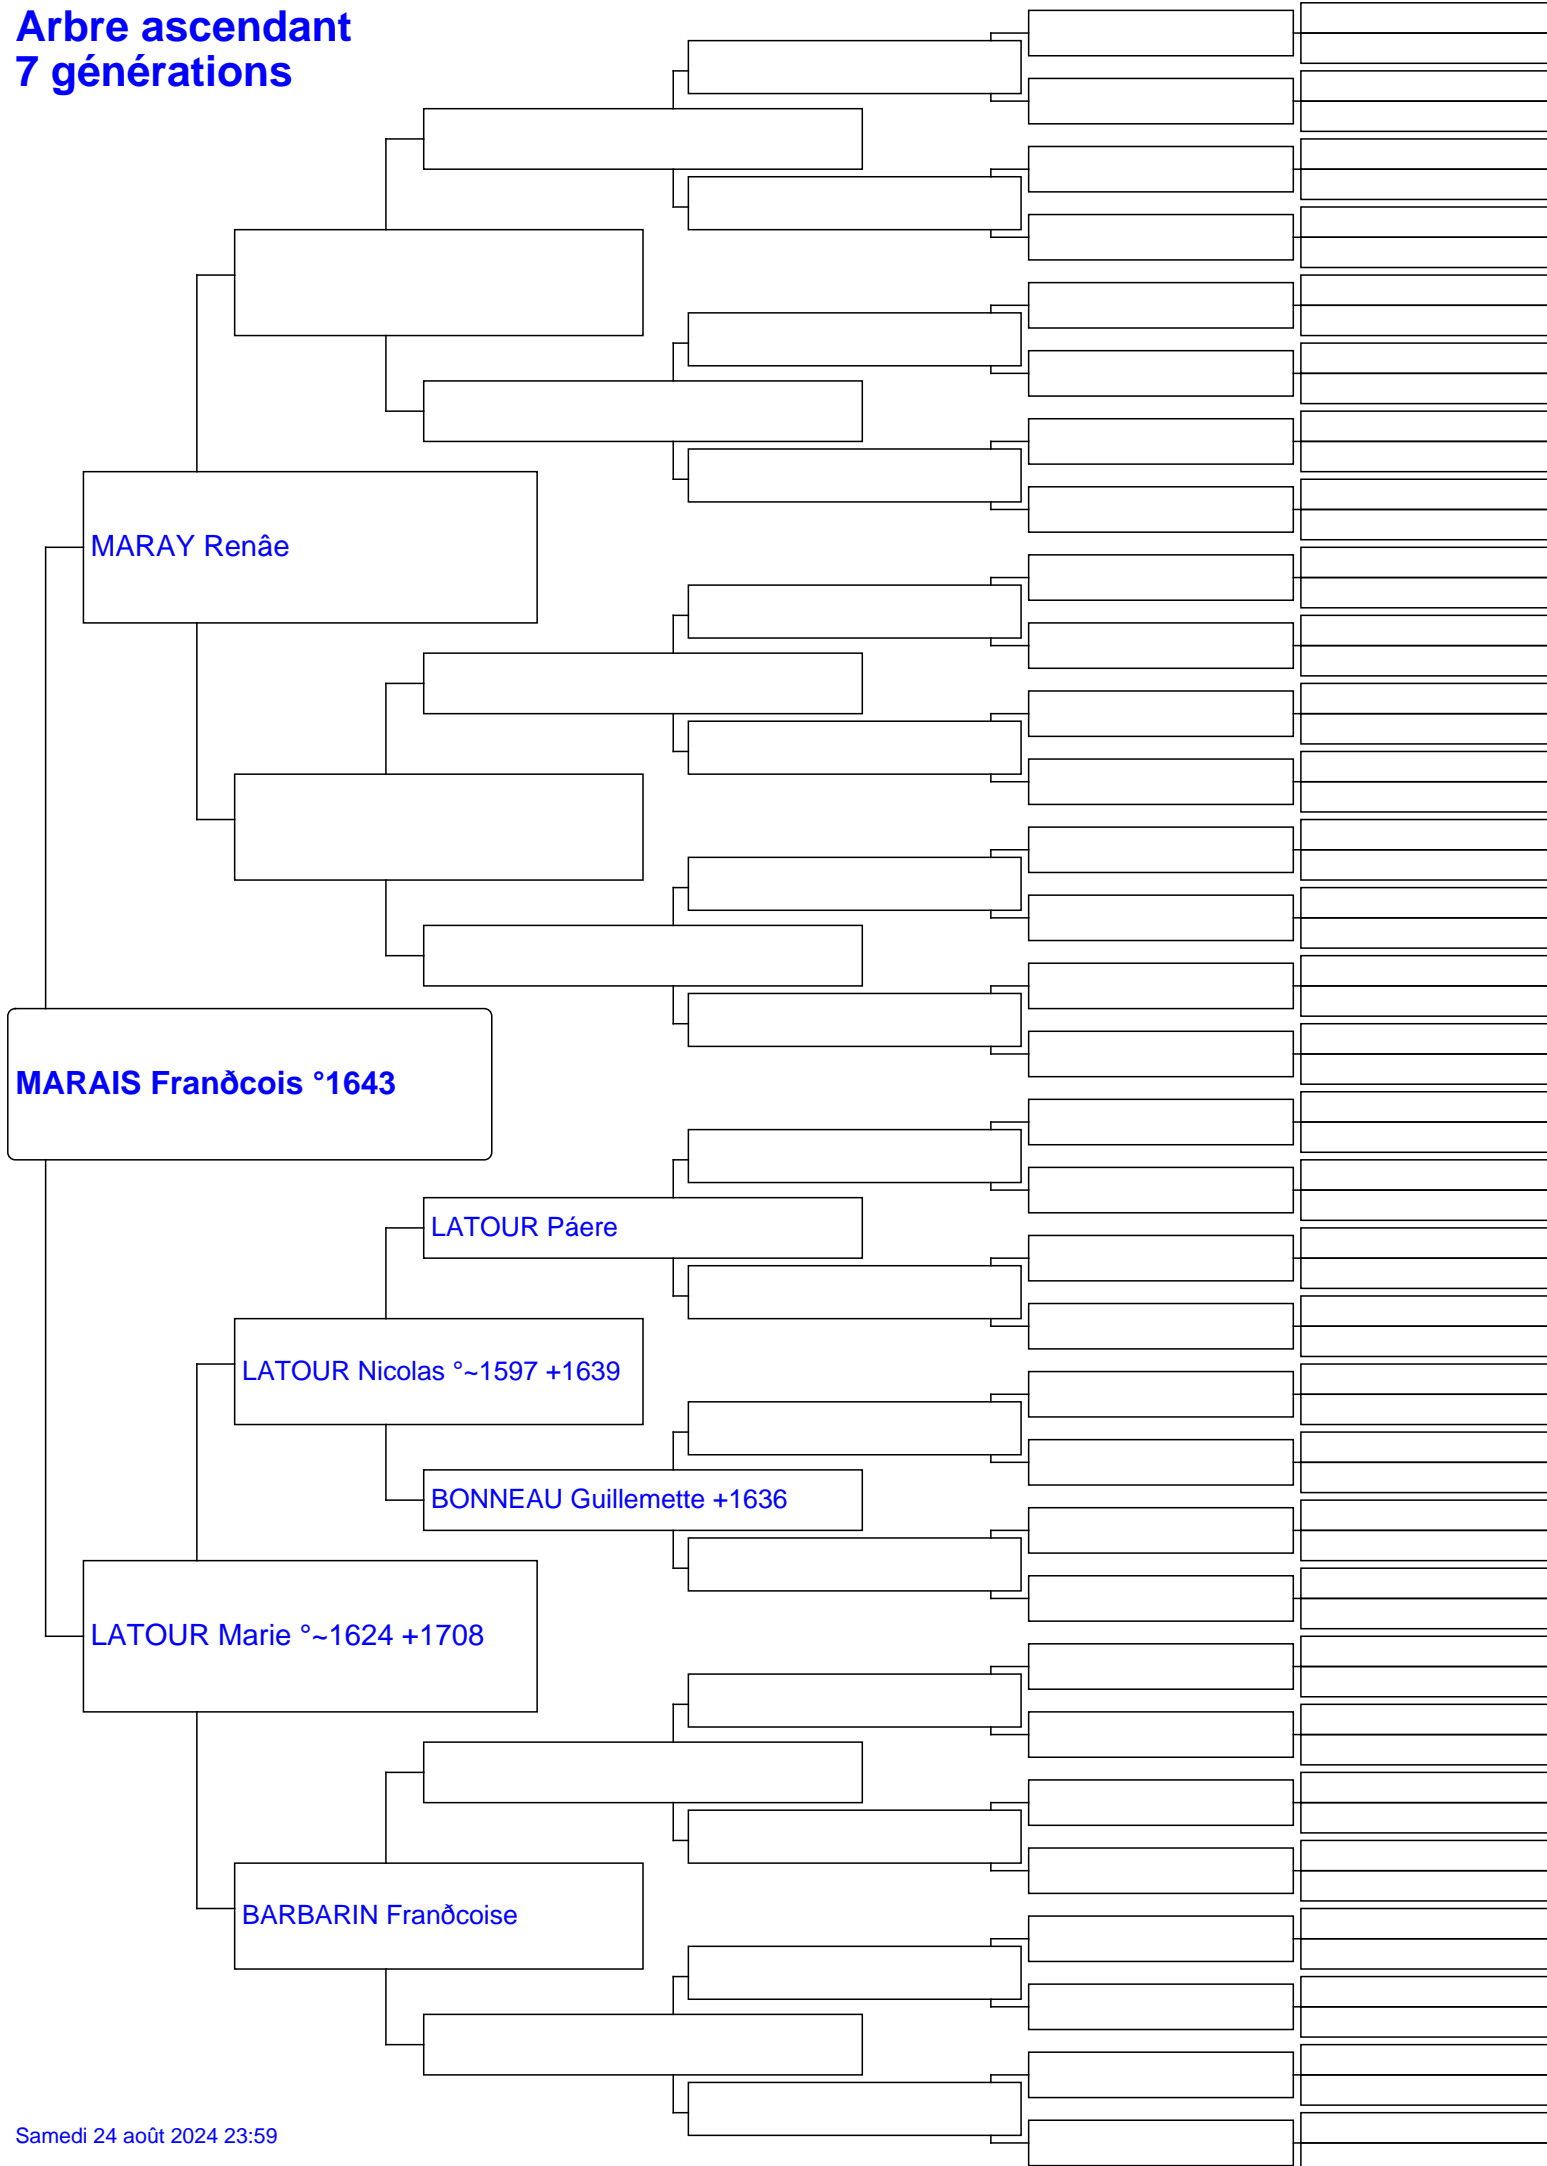 Arbre ascendant
7 générations
MARAY Renâe
MARAIS Franðcois °1643
LATOUR Páere
LATOUR Nicolas °~1597 +1639
BONNEAU Guillemette +1636
LATOUR Marie °~1624 +1708
BARBARIN Franðcoise
Samedi 24 août 2024 23:59